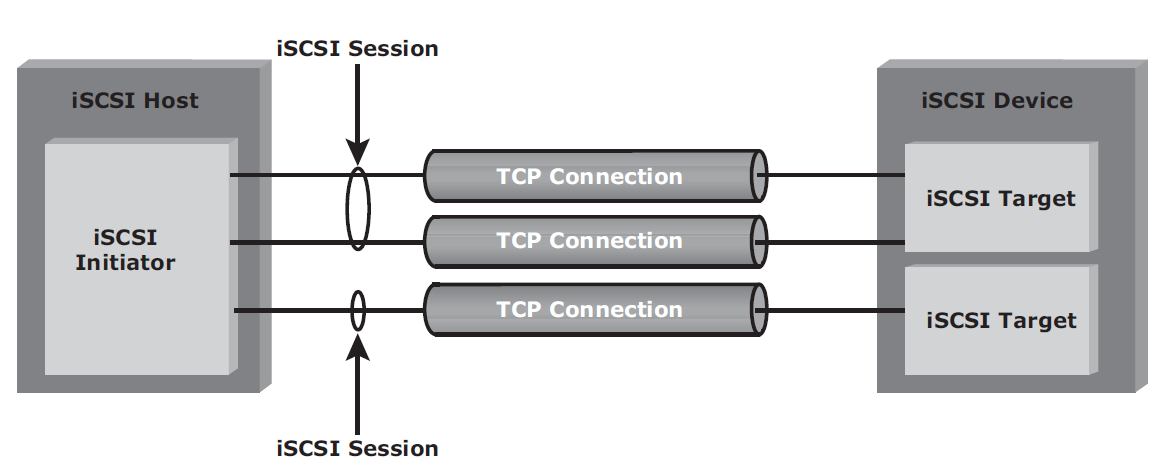 iSCSI Session
iSCSI Host
iSCSI Device
TCP Connection
iSCSI Target
iSCSI
Initiator
TCP Connection
TCP Connection
iSCSI Target
iSCSI Session